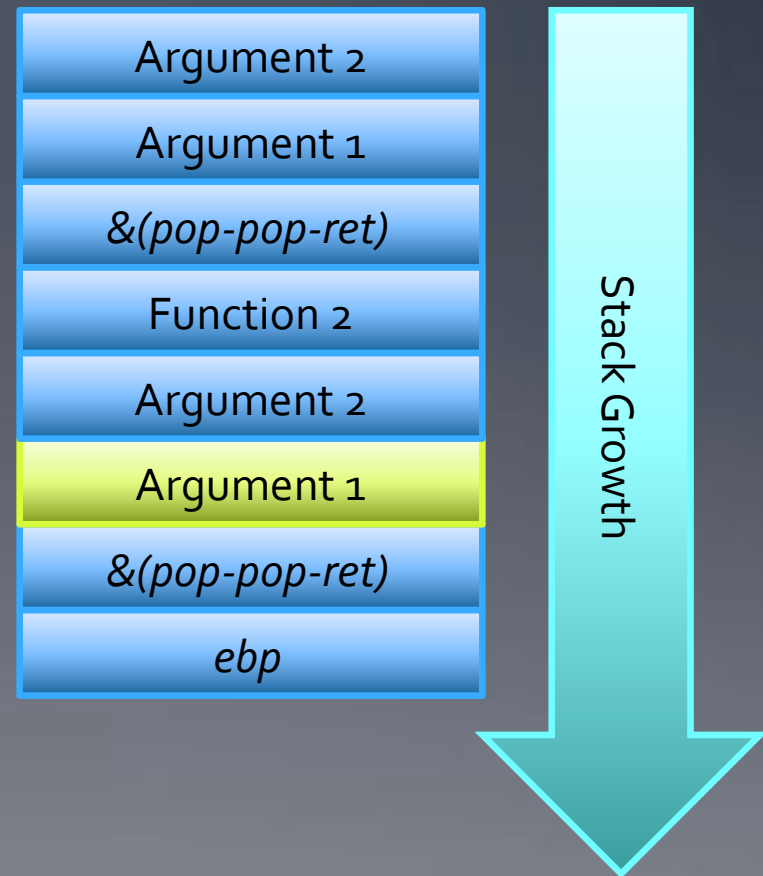 Argument 2
Argument 1
&(pop-pop-ret)
Function 2
Argument 2
Argument 1
&(pop-pop-ret)
ebp
Stack Growth